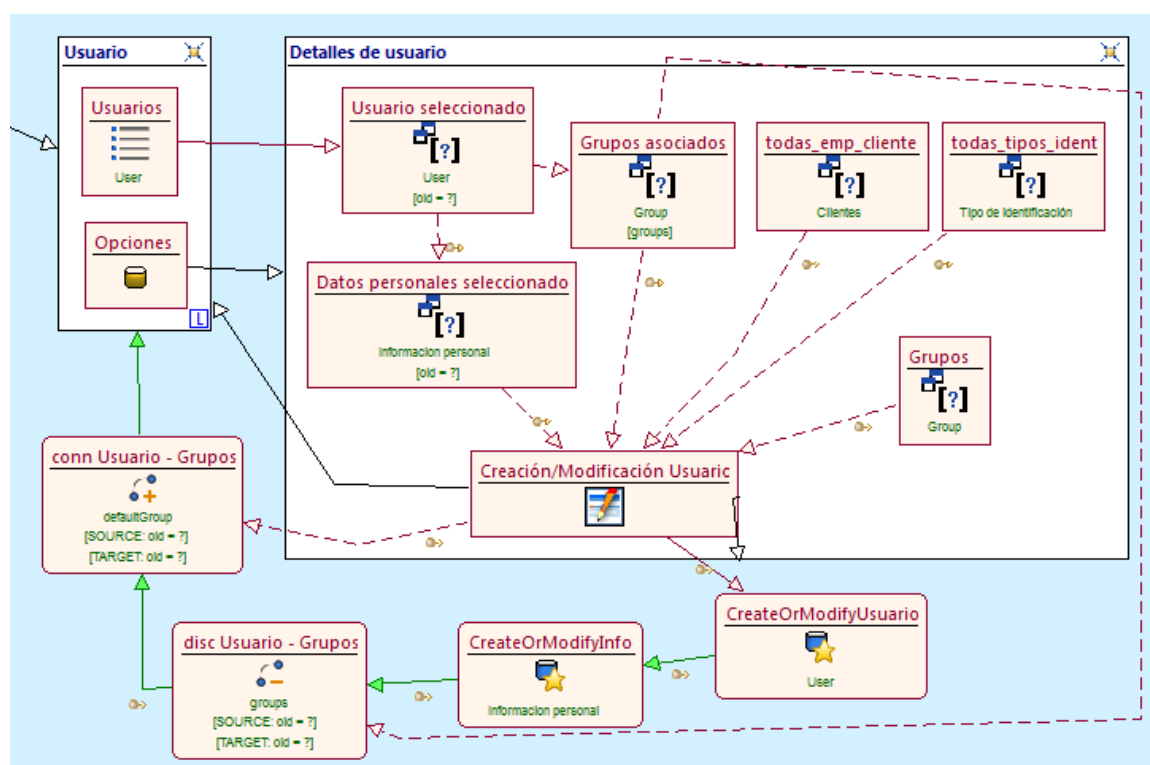 Usuario
Detalles de usuario
Usuarios
User
Opciones
L
Usuario seleccionado
[?]
User
[oid = ?]
Grupos asociados
[?]
Group
[groups]
todas_emp_cliente
[?]
Clientes
todas_tipos_ident
[?]
Tipo de identificación
Datos personales seleccionado
[?]
Informacion personal
[oid = ?]
Grupos
[?]
Group
Creación/Modificación Usuaric
conn Usuario - Grupos
defaultGroup
[SOURCE: oid = ?]
[TARGET: oid = ?]
disc Usuario - Grupos
groups
[SOURCE: oid = ?]
[TARGET: oid = ?]
CreateOrModifyInfo
Informacion personal
CreateOrModifyUsuario
User